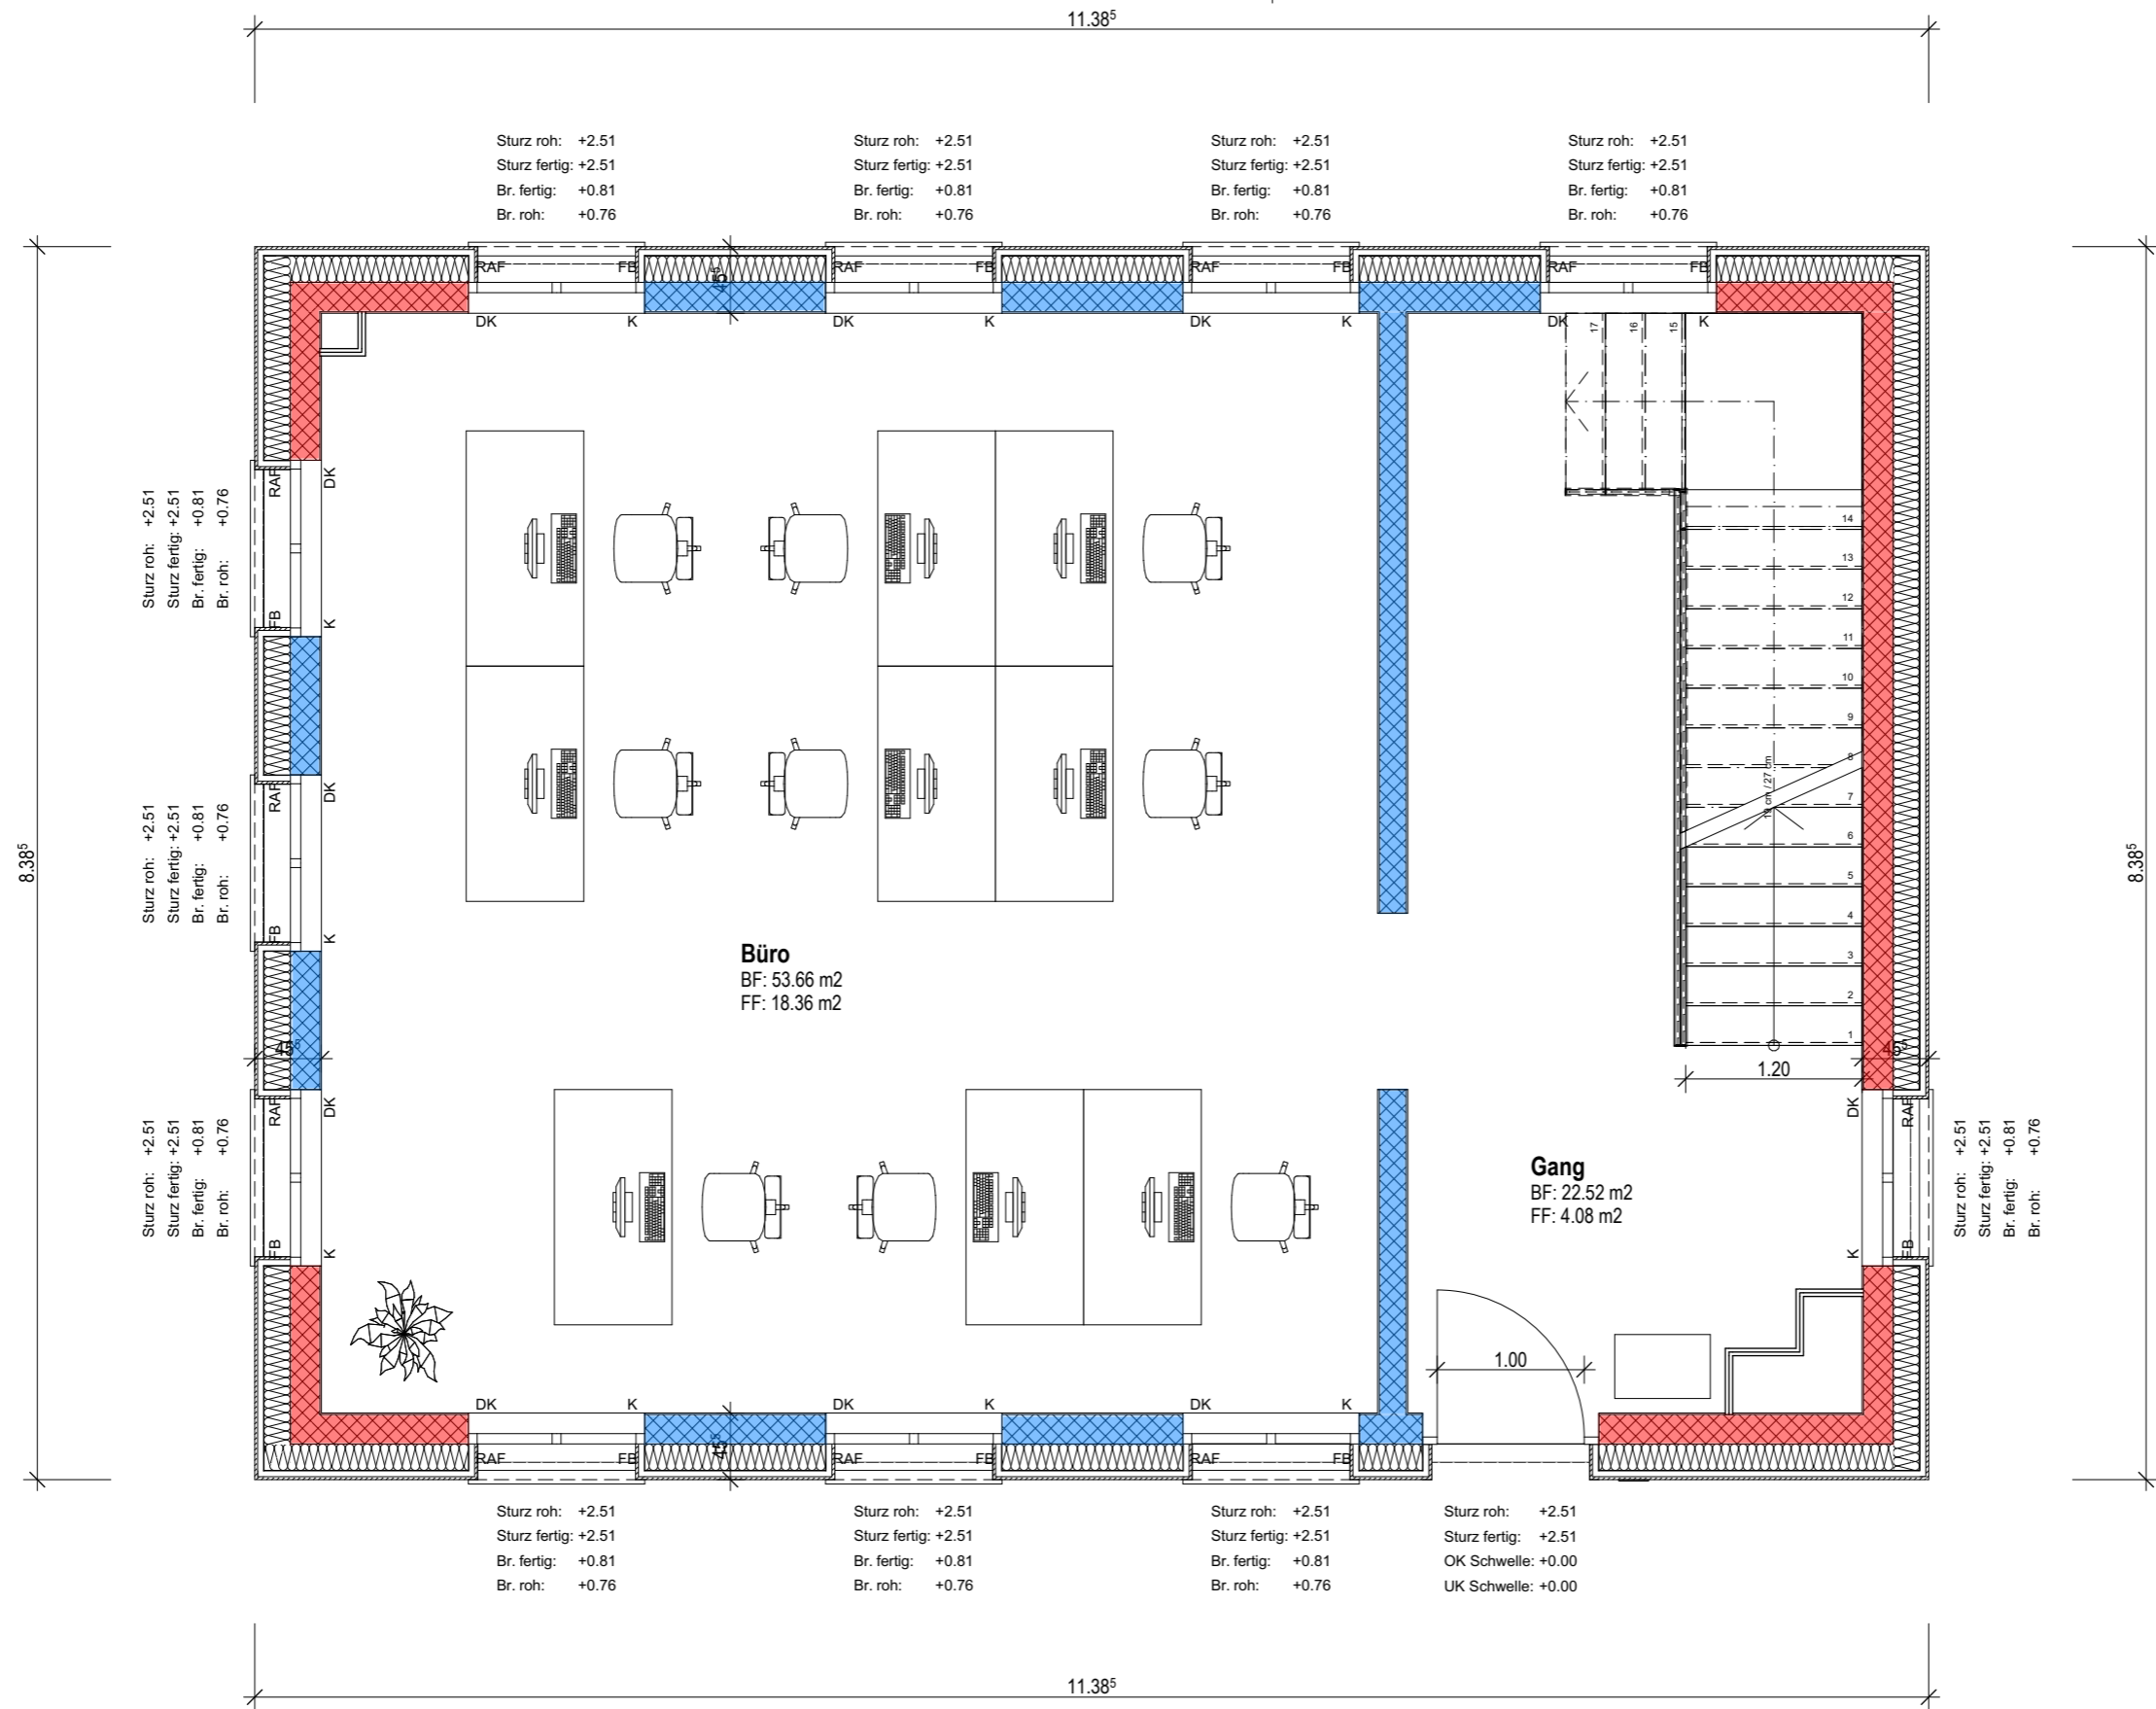 11.38⁵
Sturz roh: +2.51
Sturz fertig: +2.51
Br. fertig: +0.81
Br. roh: +0.76
Sturz roh: +2.51
Sturz fertig: +2.51
Br. fertig: +0.81
Br. roh: +0.76
Sturz roh: +2.51
Sturz fertig: +2.51
Br. fertig: +0.81
Br. roh: +0.76
Sturz roh: +2.51
Sturz fertig: +2.51
Br. fertig: +0.81
Br. roh: +0.76
RAF FB RAF FB RAF FB RAF FB
45⁵
DK K DK K DK K DK K
17 16 15
Sturz roh: +2.51
Sturz fertig: +2.51
Br. fertig: +0.81
Br. roh: +0.76
RAF
DK
FB
K
14
13
12
11
10
9
8
7
6
5
4
3
2
1
19 cm / 27 cm
8.38⁵
8.38⁵
Sturz roh: +2.51
Sturz fertig: +2.51
Br. fertig: +0.81
Br. roh: +0.76
RAF
DK
FB
K
Büro
BF: 53.66 m2
FF: 18.36 m2
45⁵
45⁵
1.20
Sturz roh: +2.51
Sturz fertig: +2.51
Br. fertig: +0.81
Br. roh: +0.76
RAF
DK
FB
K
DK
RAF
K
FB
Sturz roh: +2.51
Sturz fertig: +2.51
Br. fertig: +0.81
Br. roh: +0.76
Gang
BF: 22.52 m2
FF: 4.08 m2
1.00
DK K DK K DK K
45⁵
RAF FB RAF FB RAF FB
Sturz roh: +2.51
Sturz fertig: +2.51
Br. fertig: +0.81
Br. roh: +0.76
Sturz roh: +2.51
Sturz fertig: +2.51
Br. fertig: +0.81
Br. roh: +0.76
Sturz roh: +2.51
Sturz fertig: +2.51
Br. fertig: +0.81
Br. roh: +0.76
Sturz roh: +2.51
Sturz fertig: +2.51
OK Schwelle: +0.00
UK Schwelle: +0.00
11.38⁵